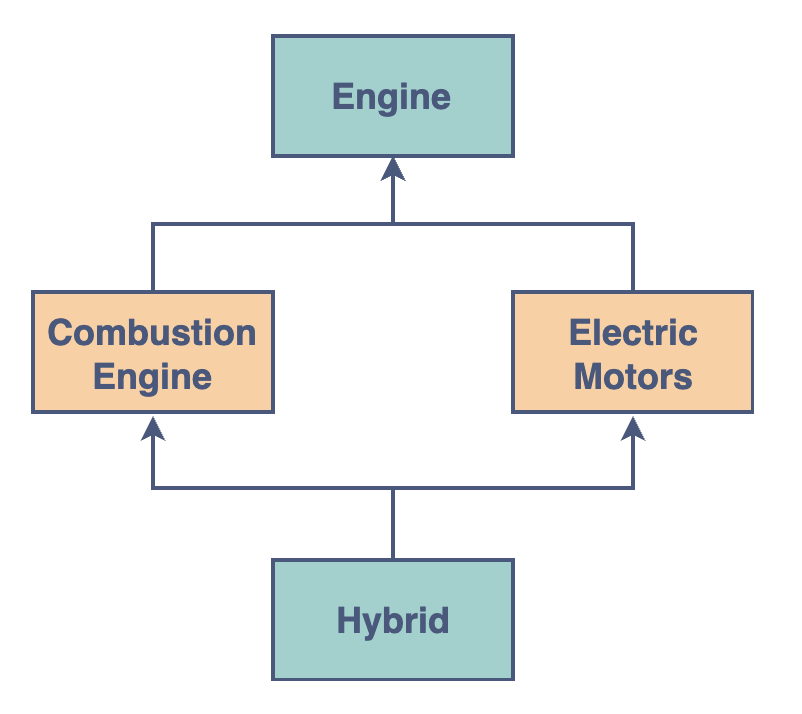 Engine
Combustion
Engine
Electric
Motors
Hybrid